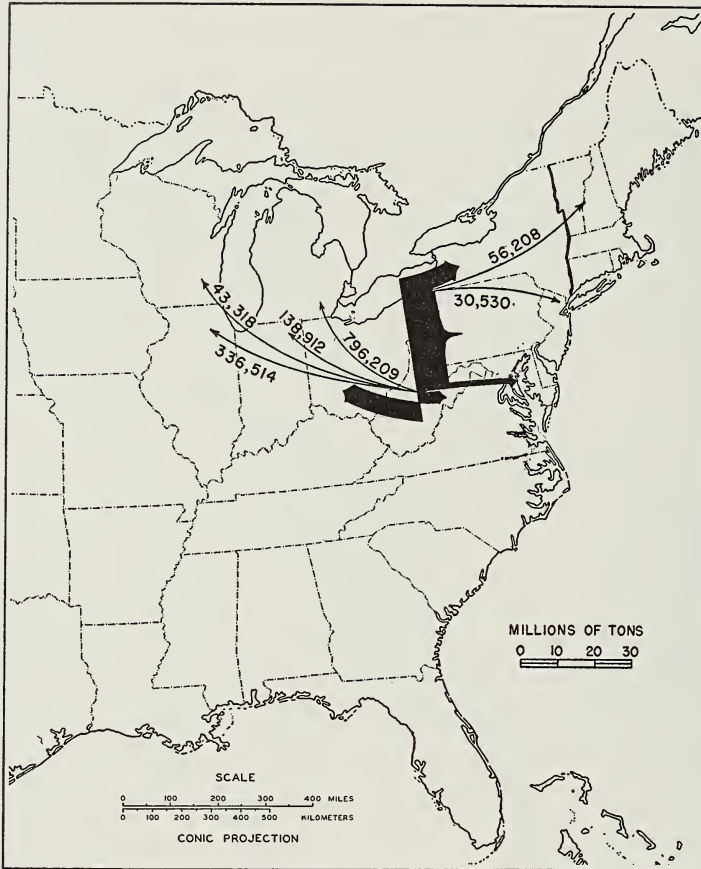 56,208
30,530
43,318
138,912
796,209
336,514
MILLIONS OF TONS
0 10 20 30
SCALE
0 100 200 300 400 MILES
0 100 200 300 400 500 KILOMETERS
CONIC PROJECTION